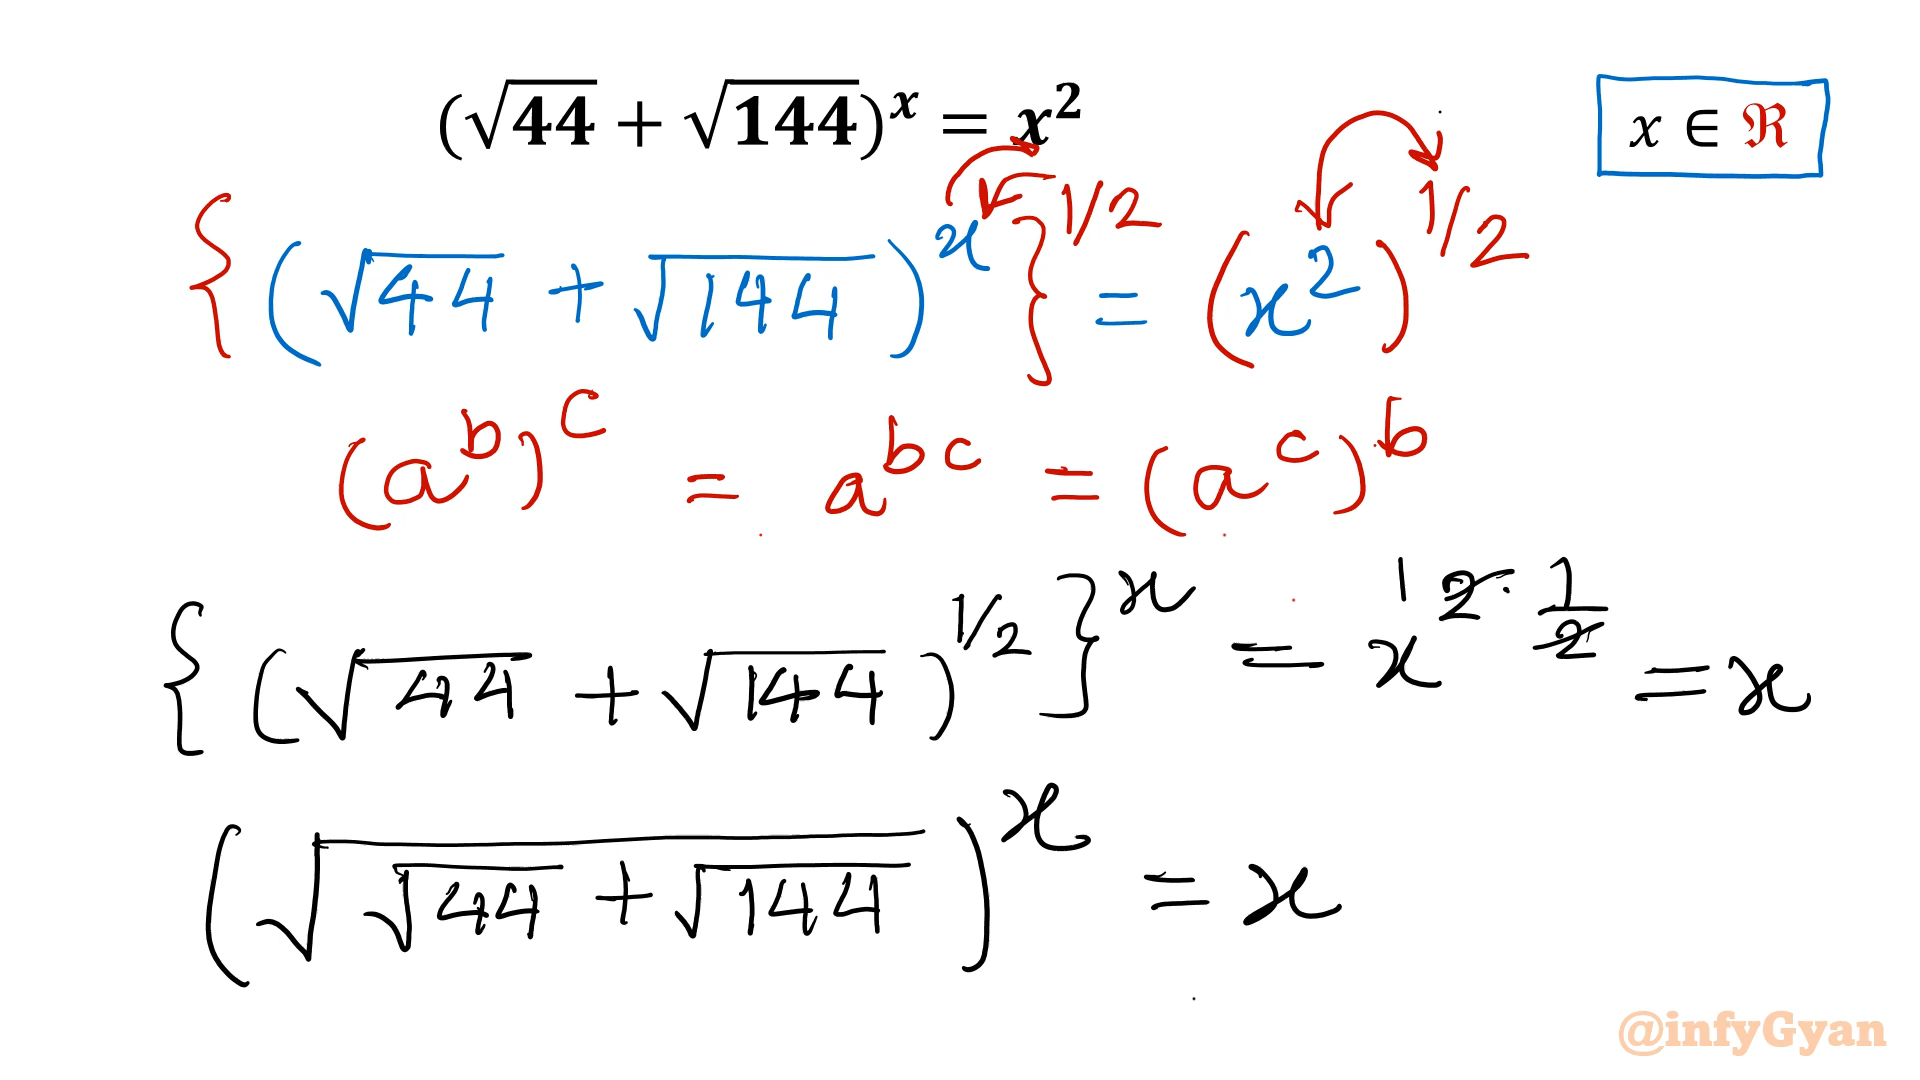 (√44 + √144)^x = x^2
x ∈ ℜ
{(√44 + √144)^x}^1/2 = (x^2)^1/2
(a^b)^c = a^bc = (a^c)^b
{(√44 + √144)^1/2}^x = x^2·1/2 = x
1
(√(√44 + √144))^x = x
@infyGyan